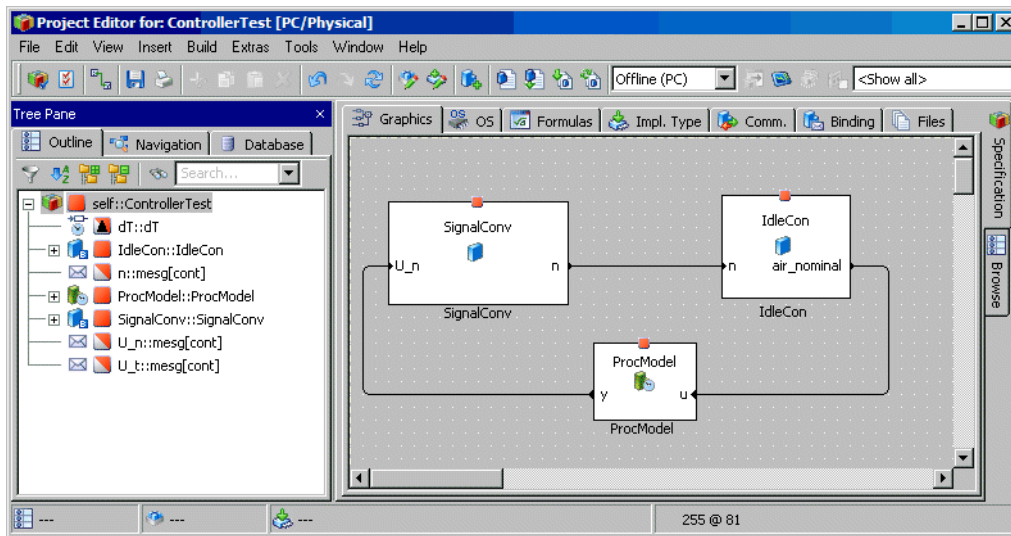 Project Editor for: ControllerTest [PC/Physical]
File Edit View Insert Build Extras Tools Window Help
Offline (PC)
<Show all>
Tree Pane
Outline
Navigation
Database
Search...
self::ControllerTest
dT::dT
IdleCon::IdleCon
n::mesg[cont]
ProcModel::ProcModel
SignalConv::SignalConv
U_n::mesg[cont]
U_t::mesg[cont]
Graphics
OS
OS
Formulas
Impl. Type
Comm.
Binding
Files
Specification
Browse
SignalConv
U_n
n
SignalConv
IdleCon
n
air_nominal
IdleCon
ProcModel
y
u
ProcModel
---
---
---
255 @ 81